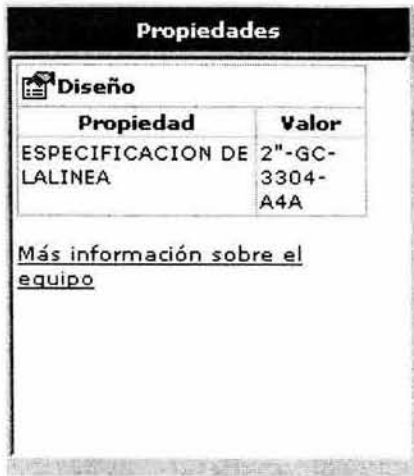 Propiedades
Diseño
Propiedad Valor
ESPECIFICACION DE 2"-GC-
LALINEA 3304-
A4A
Más información sobre el
equipo